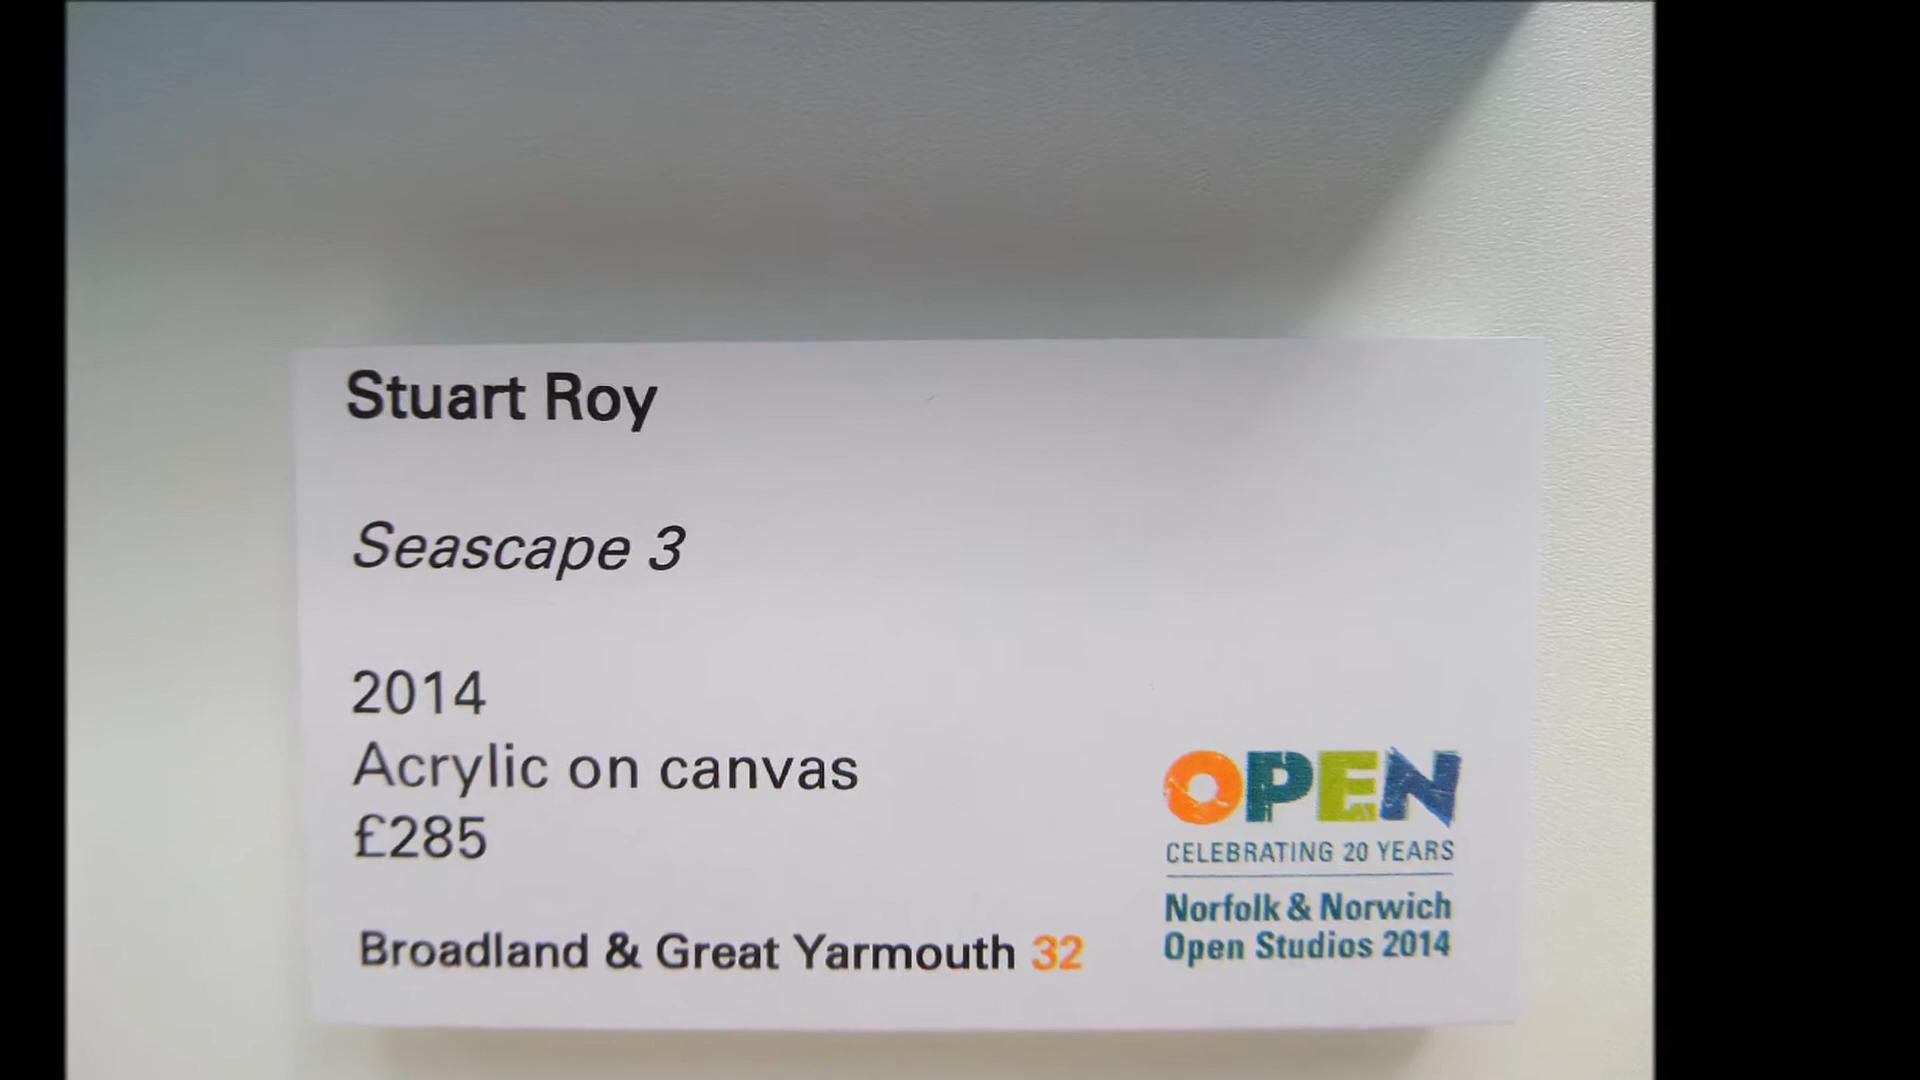 Stuart Roy
Seascape 3
2014
Acrylic on canvas
£285
Broadland & Great Yarmouth 32
OPEN
CELEBRATING 20 YEARS
Norfolk & Norwich
Open Studios 2014